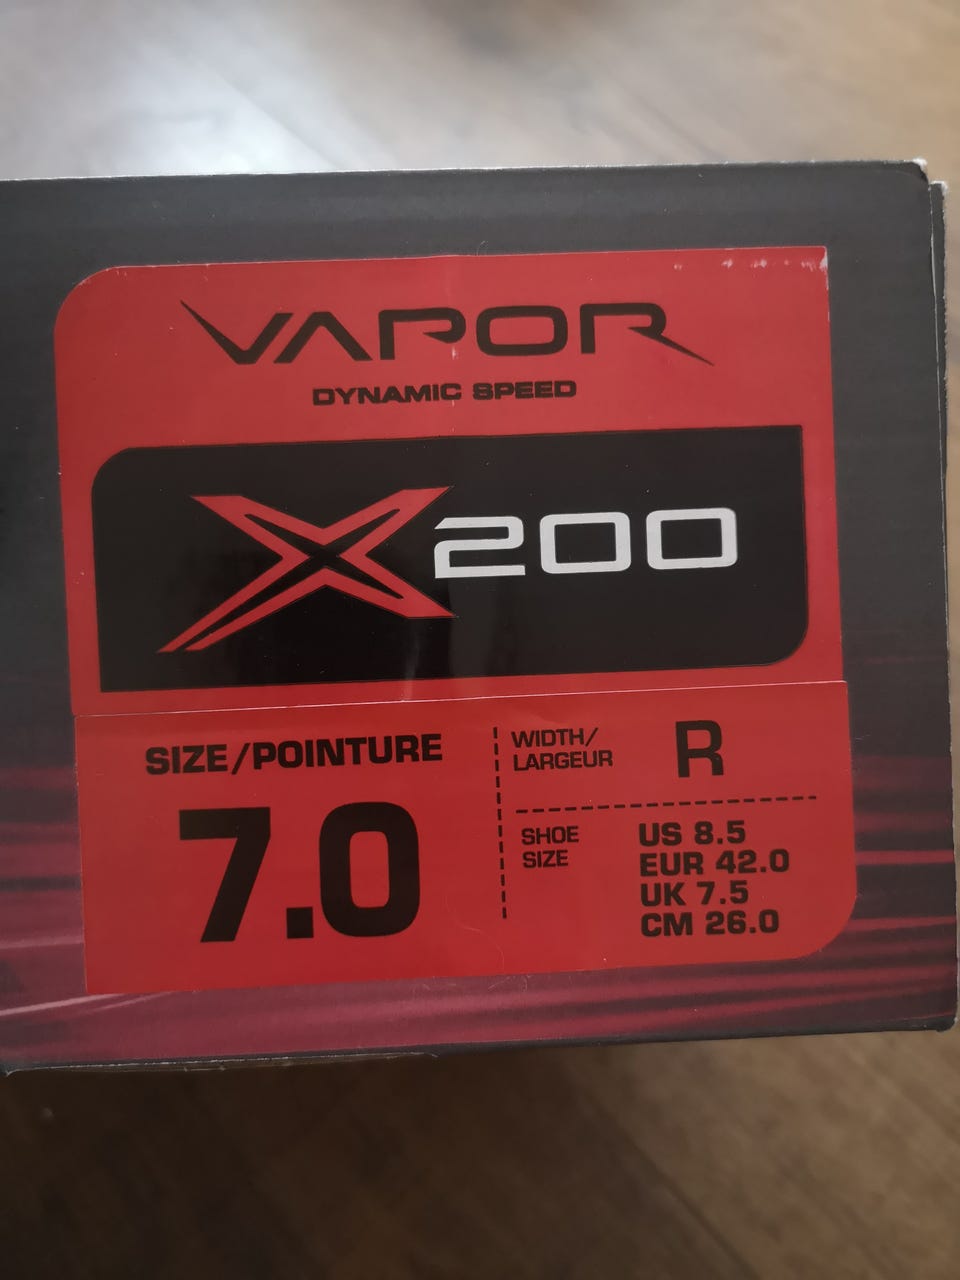 VAPOR
DYNAMIC SPEED
X200
SIZE/POINTURE
7.0
WIDTH/
LARGEUR
R
SHOE
SIZE
US 8.5
EUR 42.0
UK 7.5
CM 26.0